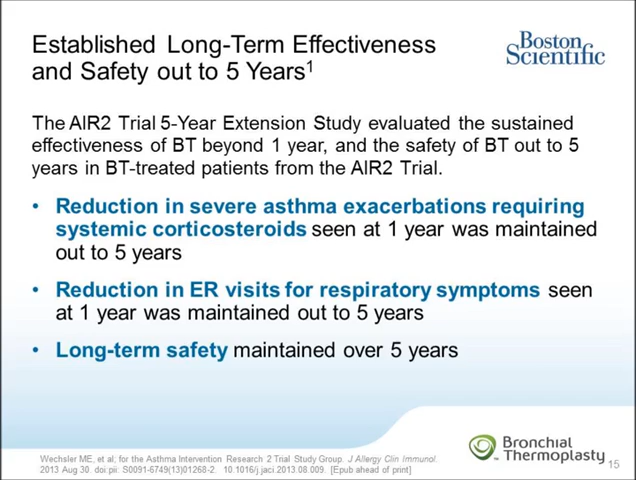 Established Long-Term Effectiveness
and Safety out to 5 Years1
Boston
Scientific
The AIR2 Trial 5-Year Extension Study evaluated the sustained
effectiveness of BT beyond 1 year, and the safety of BT out to 5
years in BT-treated patients from the AIR2 Trial.
• Reduction in severe asthma exacerbations requiring
systemic corticosteroids seen at 1 year was maintained
out to 5 years
• Reduction in ER visits for respiratory symptoms seen
at 1 year was maintained out to 5 years
• Long-term safety maintained over 5 years
Wechsler ME, et al; for the Asthma Intervention Research 2 Trial Study Group. J Allergy Clin Immunol.
2013 Aug 30. doi:pii: S0091-6749(13)01268-2. 10.1016/j.jaci.2013.08.009. [Epub ahead of print]
Bronchial
Thermoplasty
15